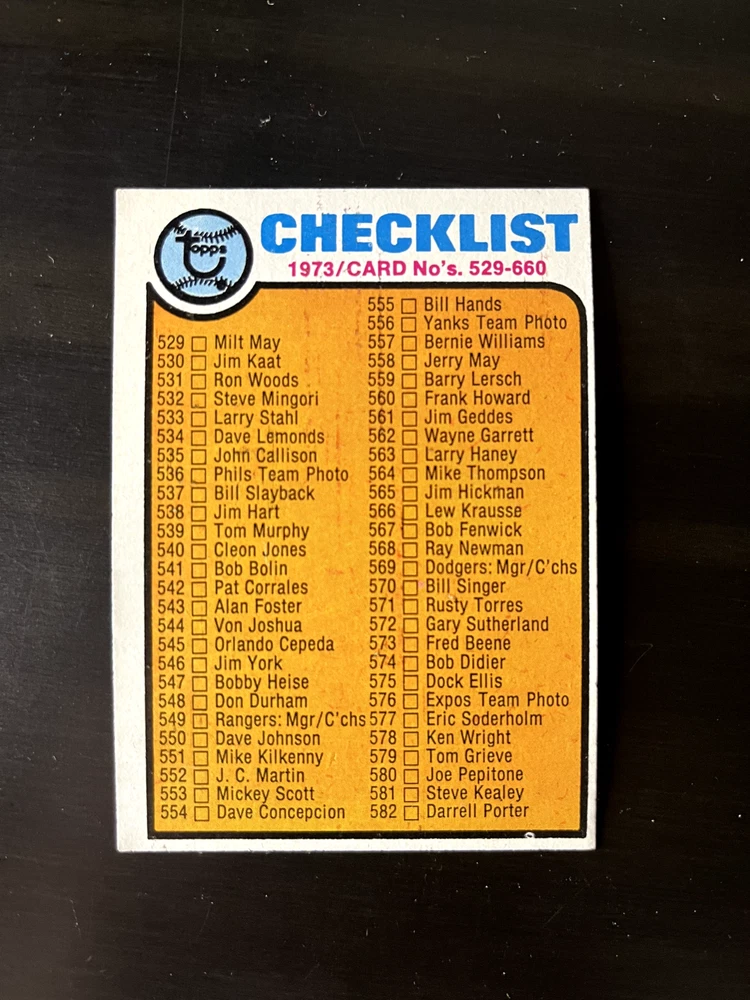 topps
CHECKLIST
1973/CARD No's. 529-660
529 Milt May
530 Jim Kaat
531 Ron Woods
532 Steve Mingori
533 Larry Stahl
534 Dave Lemonds
535 John Callison
536 Phils Team Photo
537 Bill Slayback
538 Jim Hart
539 Tom Murphy
540 Cleon Jones
541 Bob Bolin
542 Pat Corrales
543 Alan Foster
544 Von Joshua
545 Orlando Cepeda
546 Jim York
547 Bobby Heise
548 Don Durham
549 Rangers: Mgr/C'chs
550 Dave Johnson
551 Mike Kilkenny
552 J. C. Martin
553 Mickey Scott
554 Dave Concepcion
555 Bill Hands
556 Yanks Team Photo
557 Bernie Williams
558 Jerry May
559 Barry Lersch
560 Frank Howard
561 Jim Geddes
562 Wayne Garrett
563 Larry Haney
564 Mike Thompson
565 Jim Hickman
566 Lew Krausse
567 Bob Fenwick
568 Ray Newman
569 Dodgers: Mgr/C'chs
570 Bill Singer
571 Rusty Torres
572 Gary Sutherland
573 Fred Beene
574 Bob Didier
575 Dock Ellis
576 Expos Team Photo
577 Eric Soderholm
578 Ken Wright
579 Tom Grieve
580 Joe Pepitone
581 Steve Kealey
582 Darrell Porter